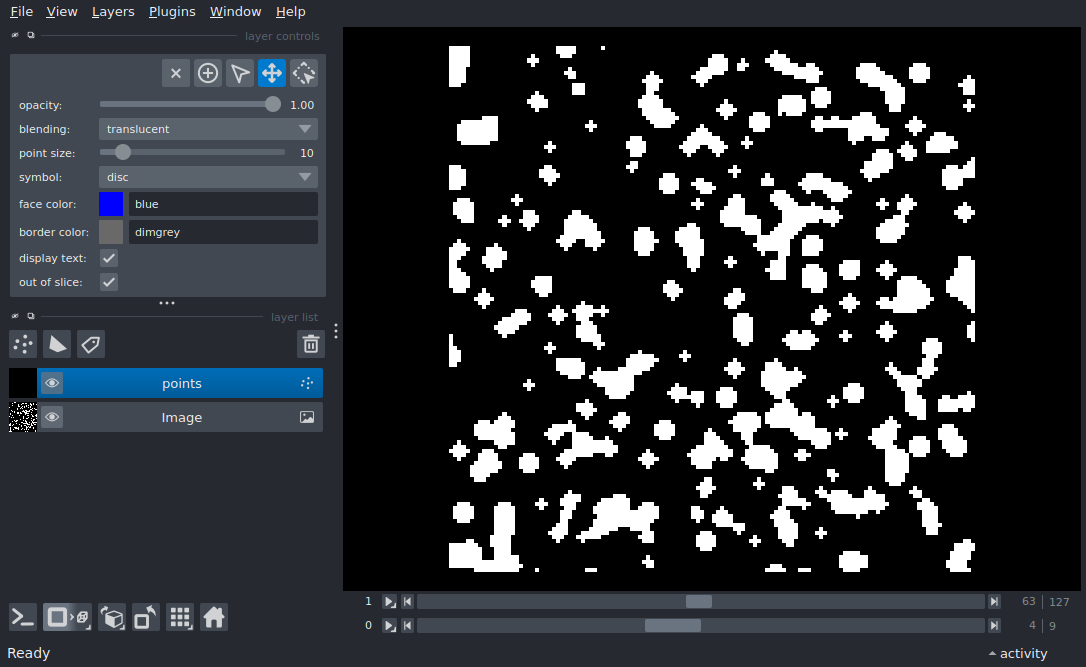 File View Layers Plugins Window Help
layer controls
opacity: 1.00
blending: translucent
point size: 10
symbol: disc
face color: blue
border color: dimgrey
display text:
out of slice:
layer list
points
Image
1 63 127
0 4 9
Ready activity